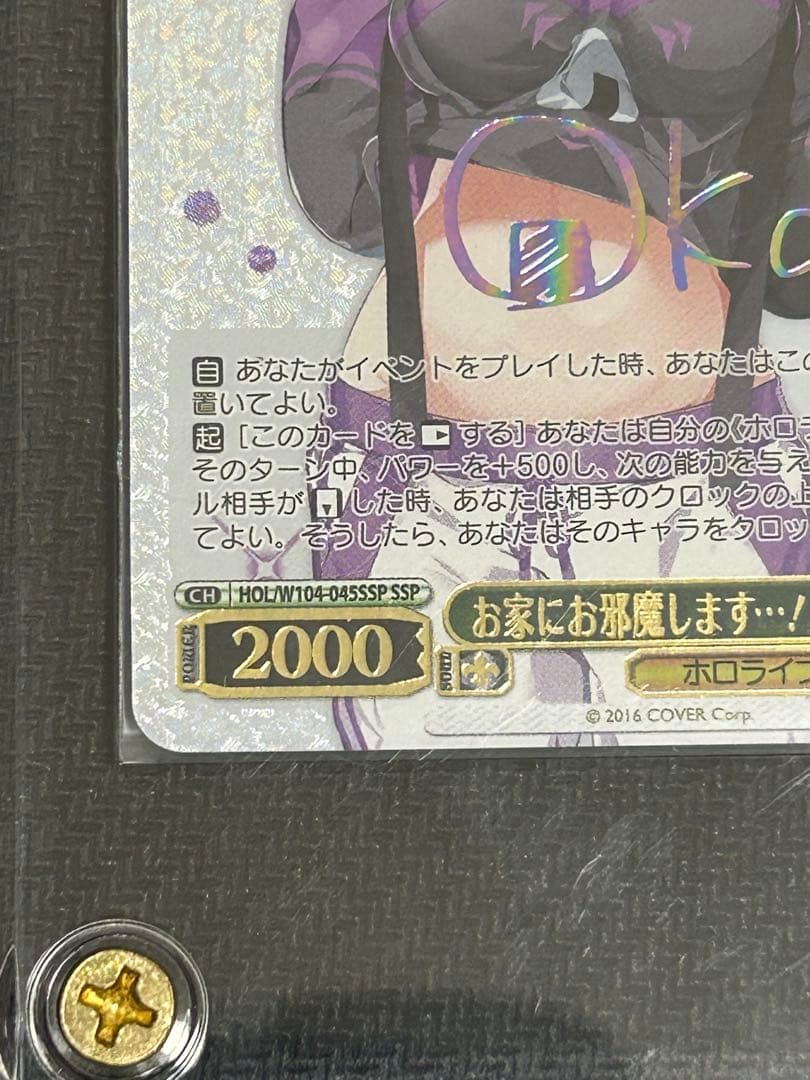 Ok
自 あなたがイベントをプレイした時、あなたはこの
置いてよい。
起 [このカードを する] あなたは自分の《ホロラ
そのターン中、パワーを+500し、次の能力を与え
ル相手が した時、あなたは相手のクロックの上
てよい。そうしたら、あなたはそのキャラをクロッ
CH HOL/W104-045SSP SSP
お家にお邪魔します…!
POWER 2000 SOUL
ホロライブ
© 2016 COVER Corp.